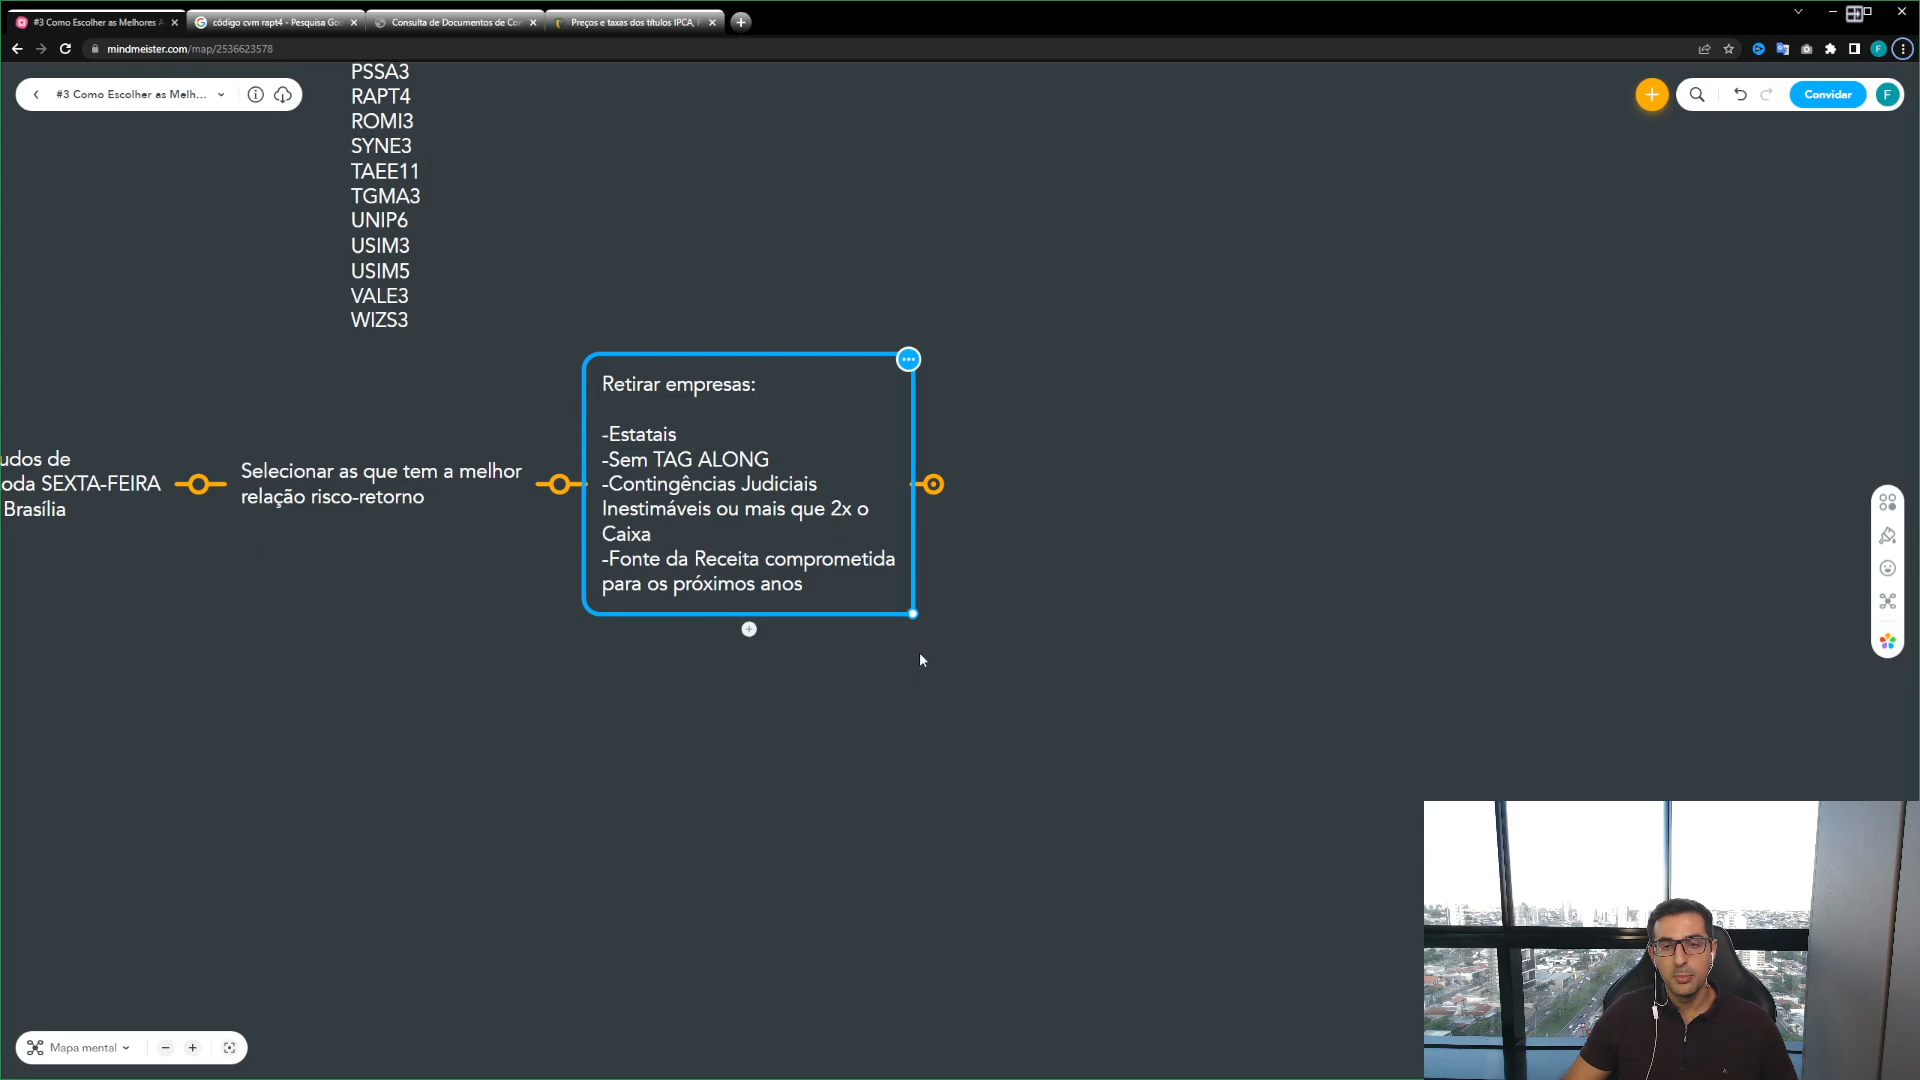 #3 Como Escolher as Melhores A
código cvm rapt4 - Pesquisa Goo
Consulta de Documentos de Co
Preços e taxas dos títulos IPCA,
mindmeister.com/map/2536623578
#3 Como Escolher as Melh...
Convidar
F
PSSA3
RAPT4
ROMI3
SYNE3
TAEE11
TGMA3
UNIP6
USIM3
USIM5
VALE3
WIZS3
udos de
oda SEXTA-FEIRA
Brasília
Selecionar as que tem a melhor
relação risco-retorno
Retirar empresas:
-Estatais
-Sem TAG ALONG
-Contingências Judiciais
Inestimáveis ou mais que 2x o
Caixa
-Fonte da Receita comprometida
para os próximos anos
Mapa mental